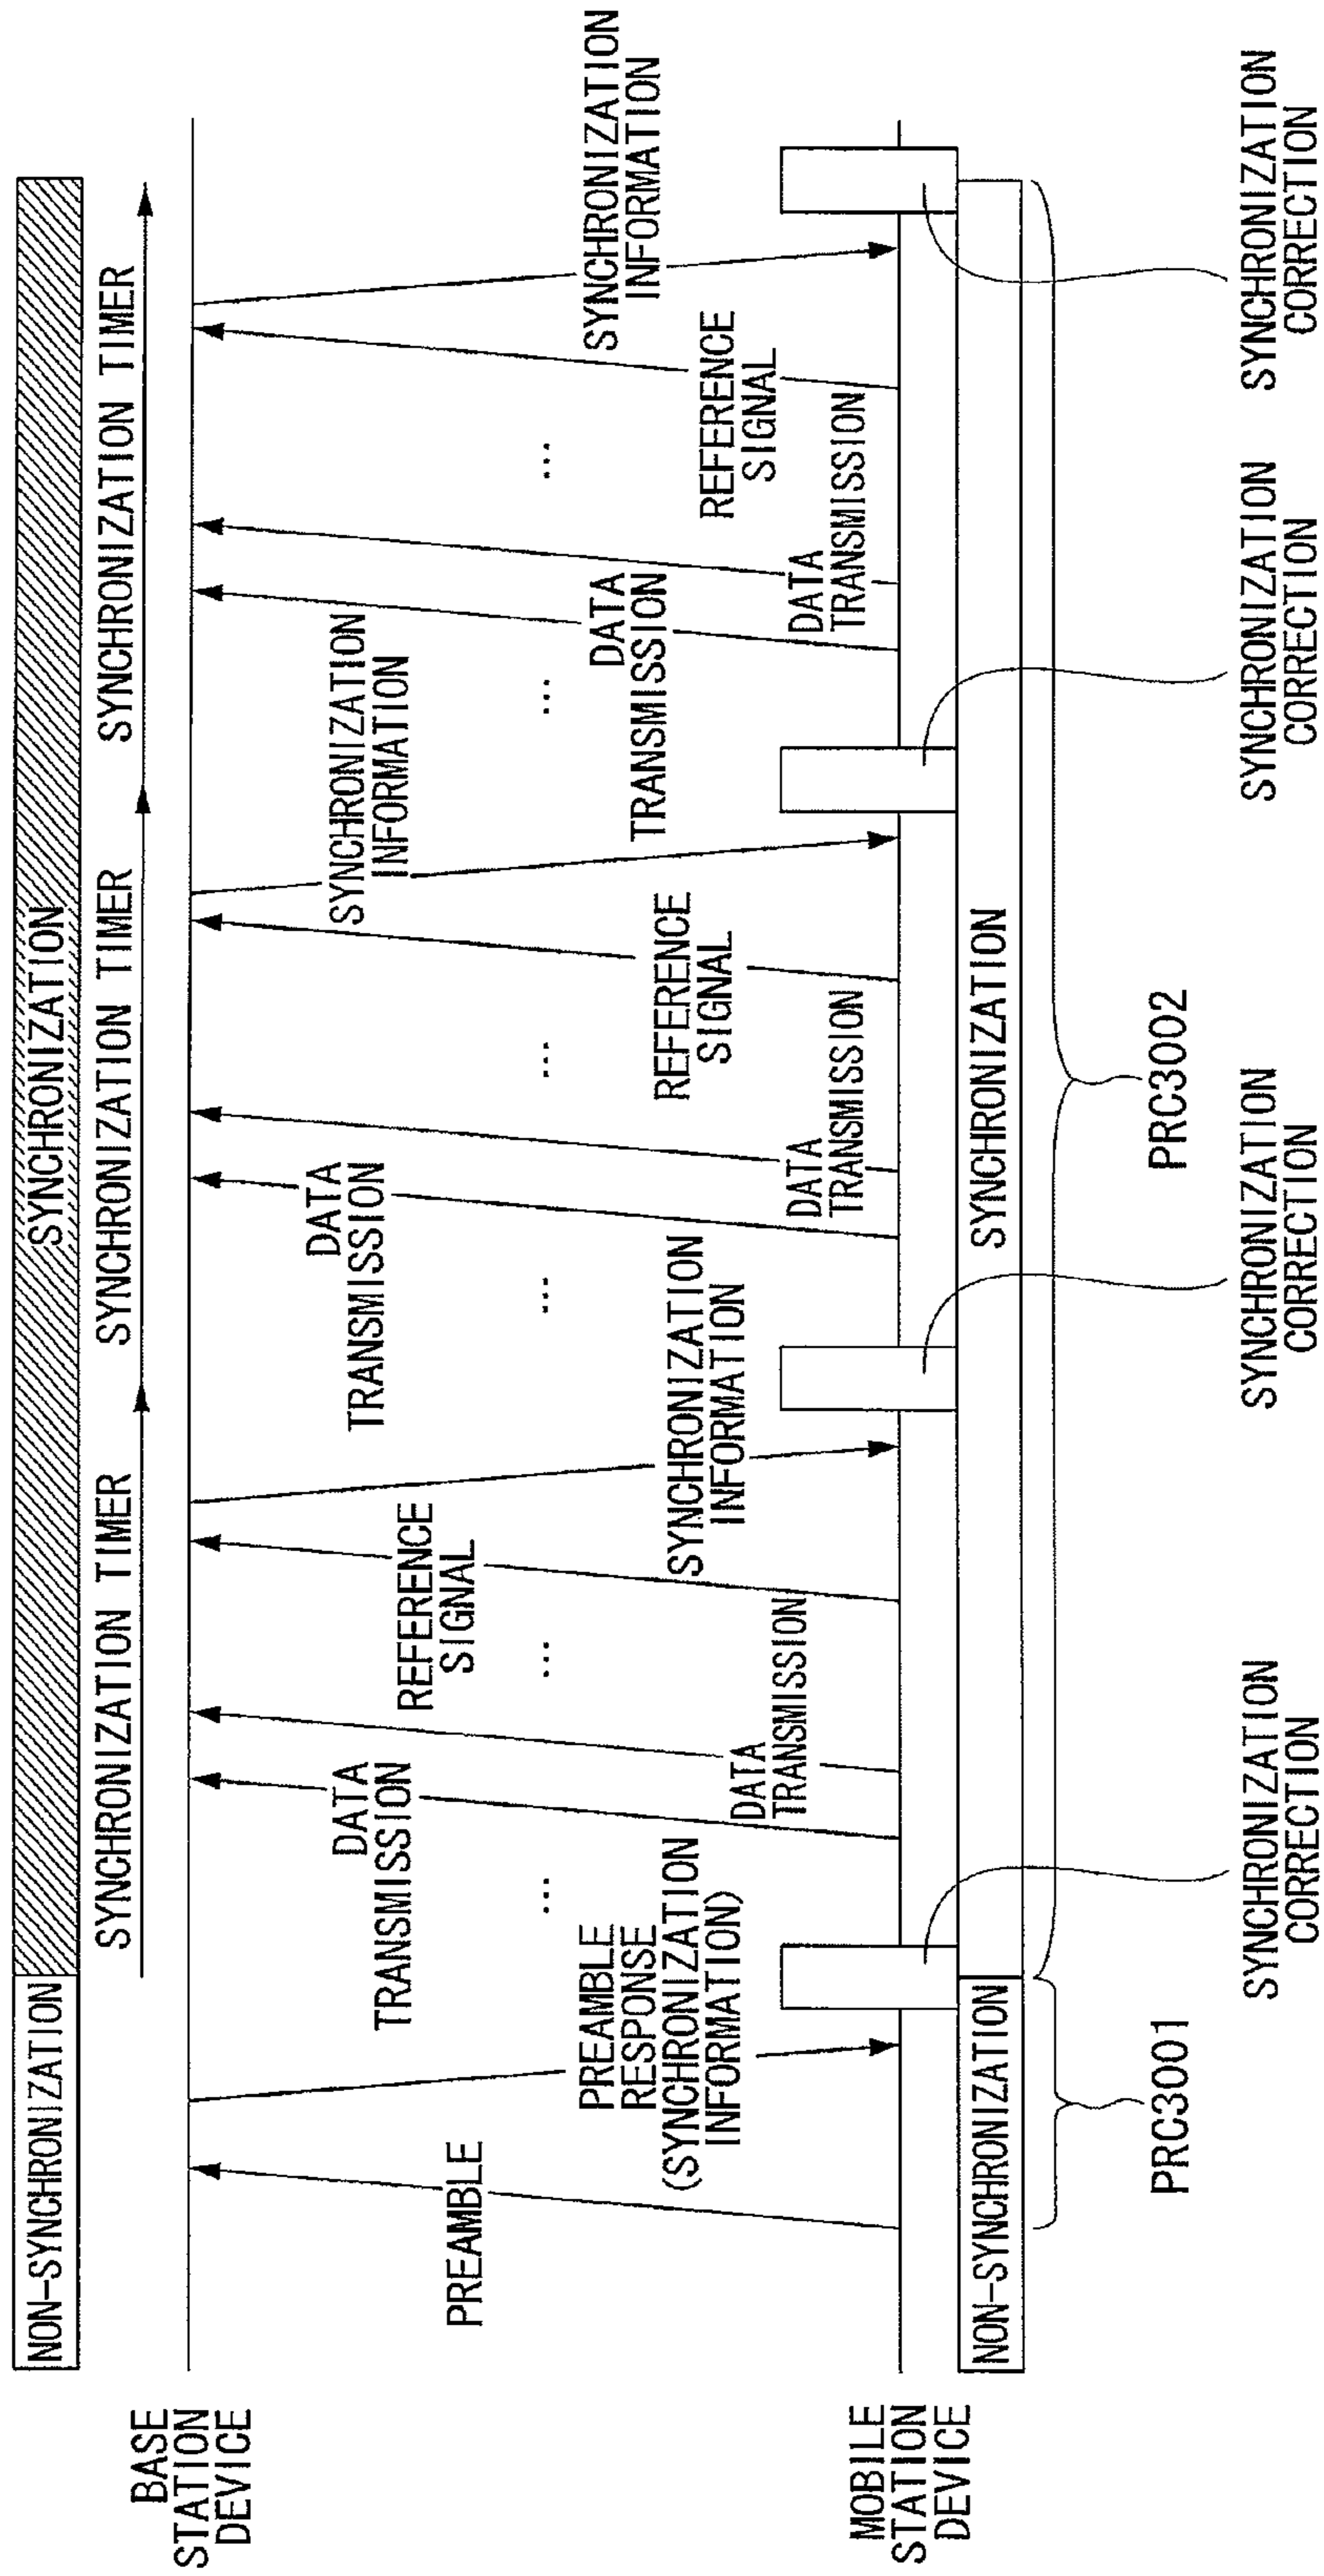 NON-SYNCHRONIZATION
SYNCHRONIZATION
SYNCHRONIZATION TIMER
SYNCHRONIZATION TIMER
SYNCHRONIZATION TIMER
BASE
STATION
DEVICE
PREAMBLE
PREAMBLE
RESPONSE
(SYNCHRONIZATION
INFORMATION)
...
DATA
TRANSMISSION
DATA
TRANSMISSION
...
REFERENCE
SIGNAL
SYNCHRONIZATION
INFORMATION
...
DATA
TRANSMISSION
DATA
TRANSMISSION
...
REFERENCE
SIGNAL
SYNCHRONIZATION
INFORMATION
...
DATA
TRANSMISSION
DATA
TRANSMISSION
...
REFERENCE
SIGNAL
SYNCHRONIZATION
INFORMATION
MOBILE
STATION
DEVICE
NON-SYNCHRONIZATION
SYNCHRONIZATION
PRC3001
PRC3002
SYNCHRONIZATION
CORRECTION
SYNCHRONIZATION
CORRECTION
SYNCHRONIZATION
CORRECTION
SYNCHRONIZATION
CORRECTION